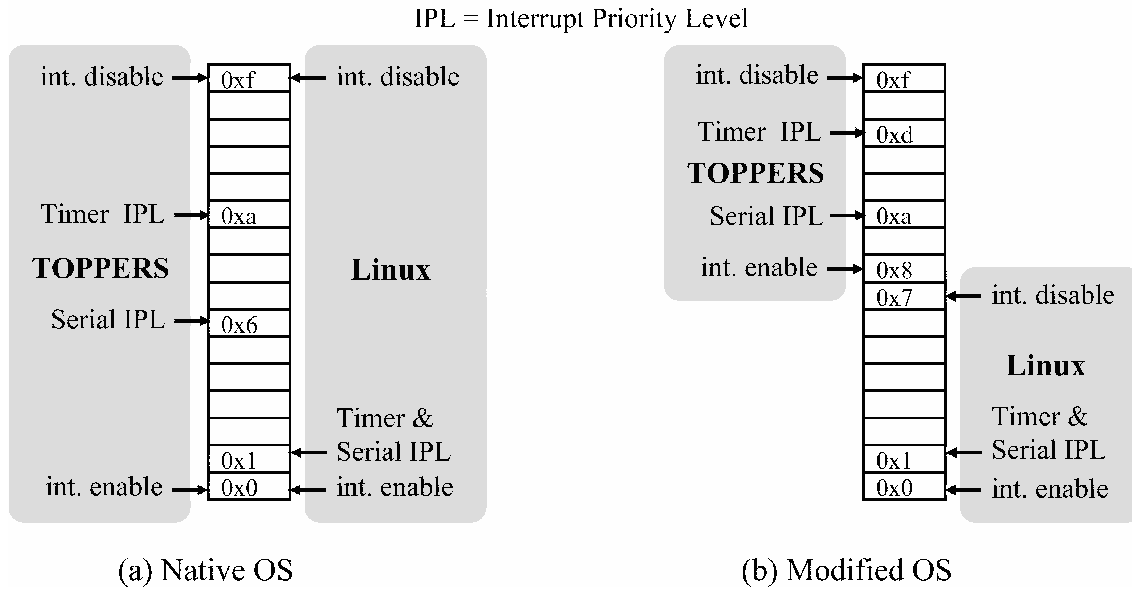 IPL = Interrupt Priority Level
int. disable
0xf
int. disable
Timer IPL
0xa
TOPPERS
Linux
Serial IPL
0x6
Timer &
Serial IPL
0x1
int. enable
0x0
int. enable
(a) Native OS
int. disable
0xf
Timer IPL
0xd
TOPPERS
Serial IPL
0xa
int. enable
0x8
0x7
int. disable
Linux
Timer &
Serial IPL
0x1
0x0
int. enable
(b) Modified OS